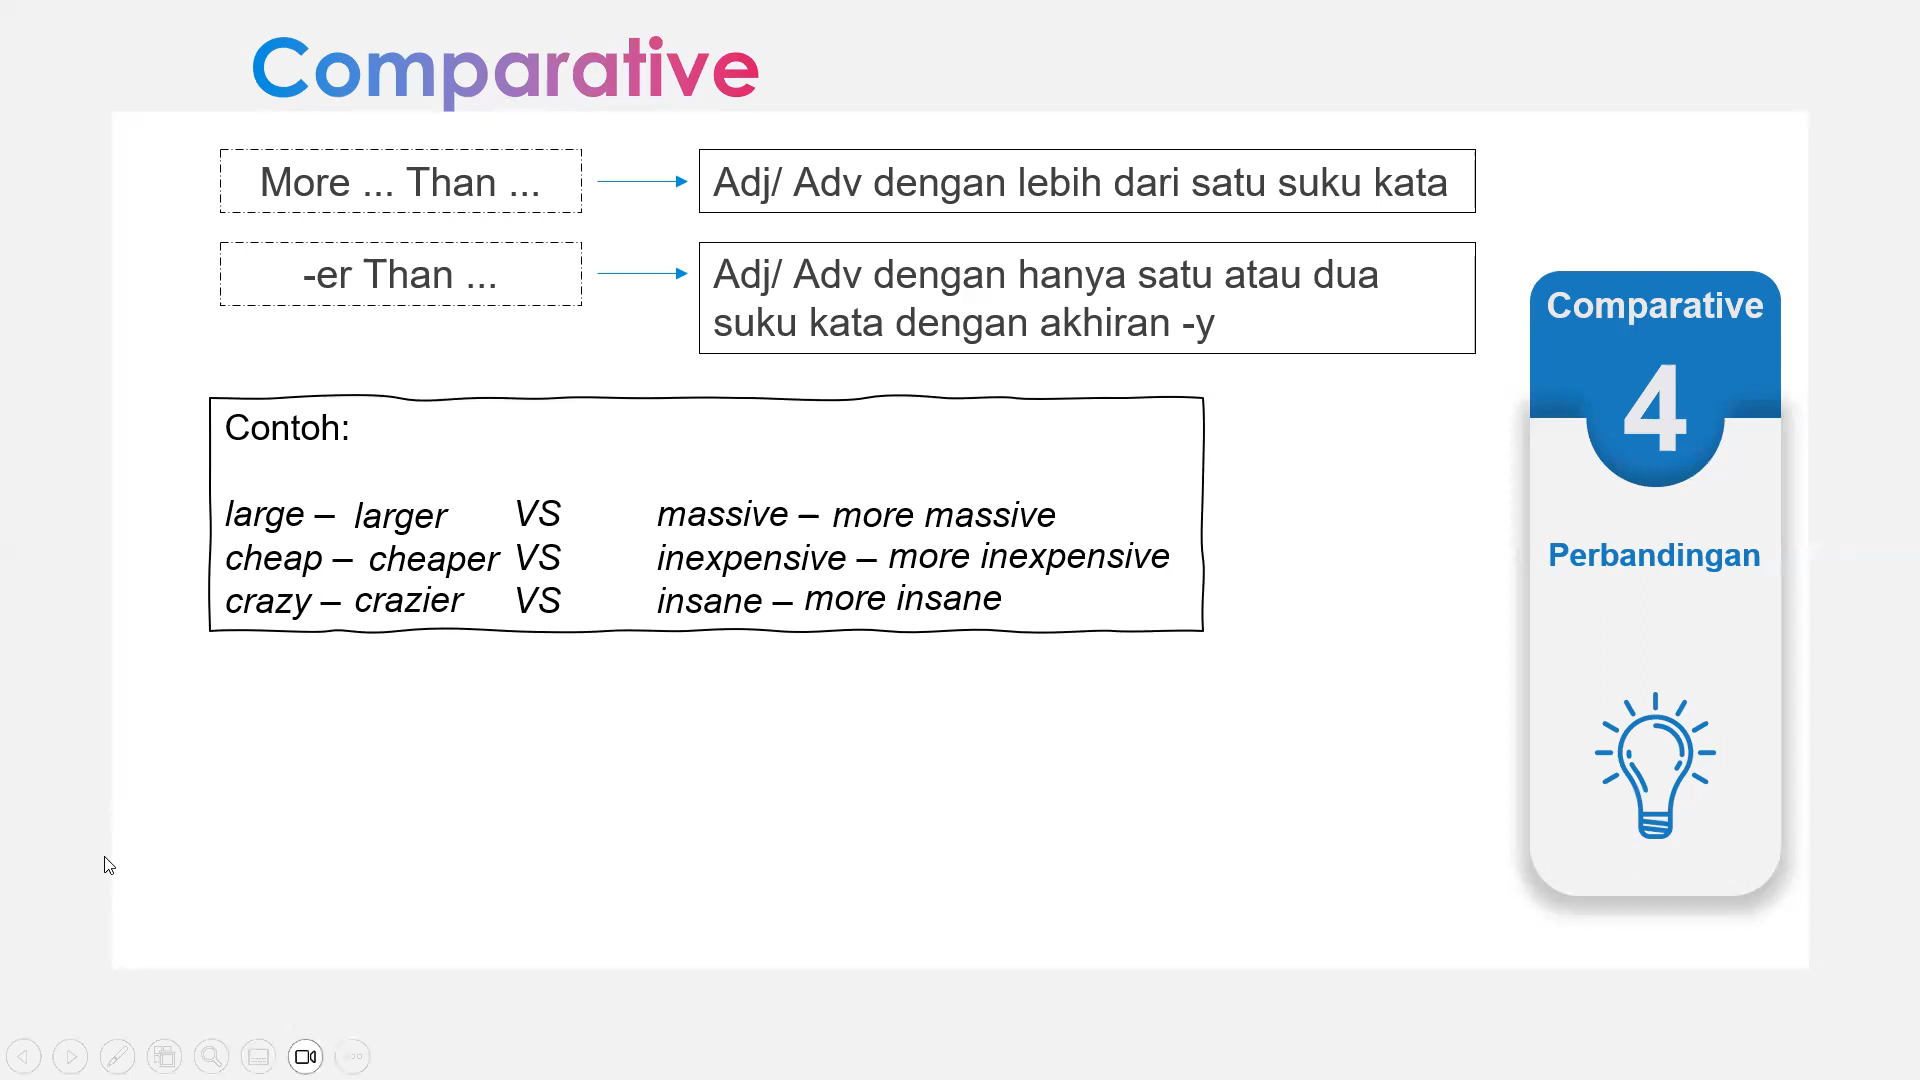 Comparative
More ... Than ...
Adj/ Adv dengan lebih dari satu suku kata
-er Than ...
Adj/ Adv dengan hanya satu atau dua
suku kata dengan akhiran -y
Contoh:
large – larger VS massive – more massive
cheap – cheaper VS inexpensive – more inexpensive
crazy – crazier VS insane – more insane
Comparative
4
Perbandingan